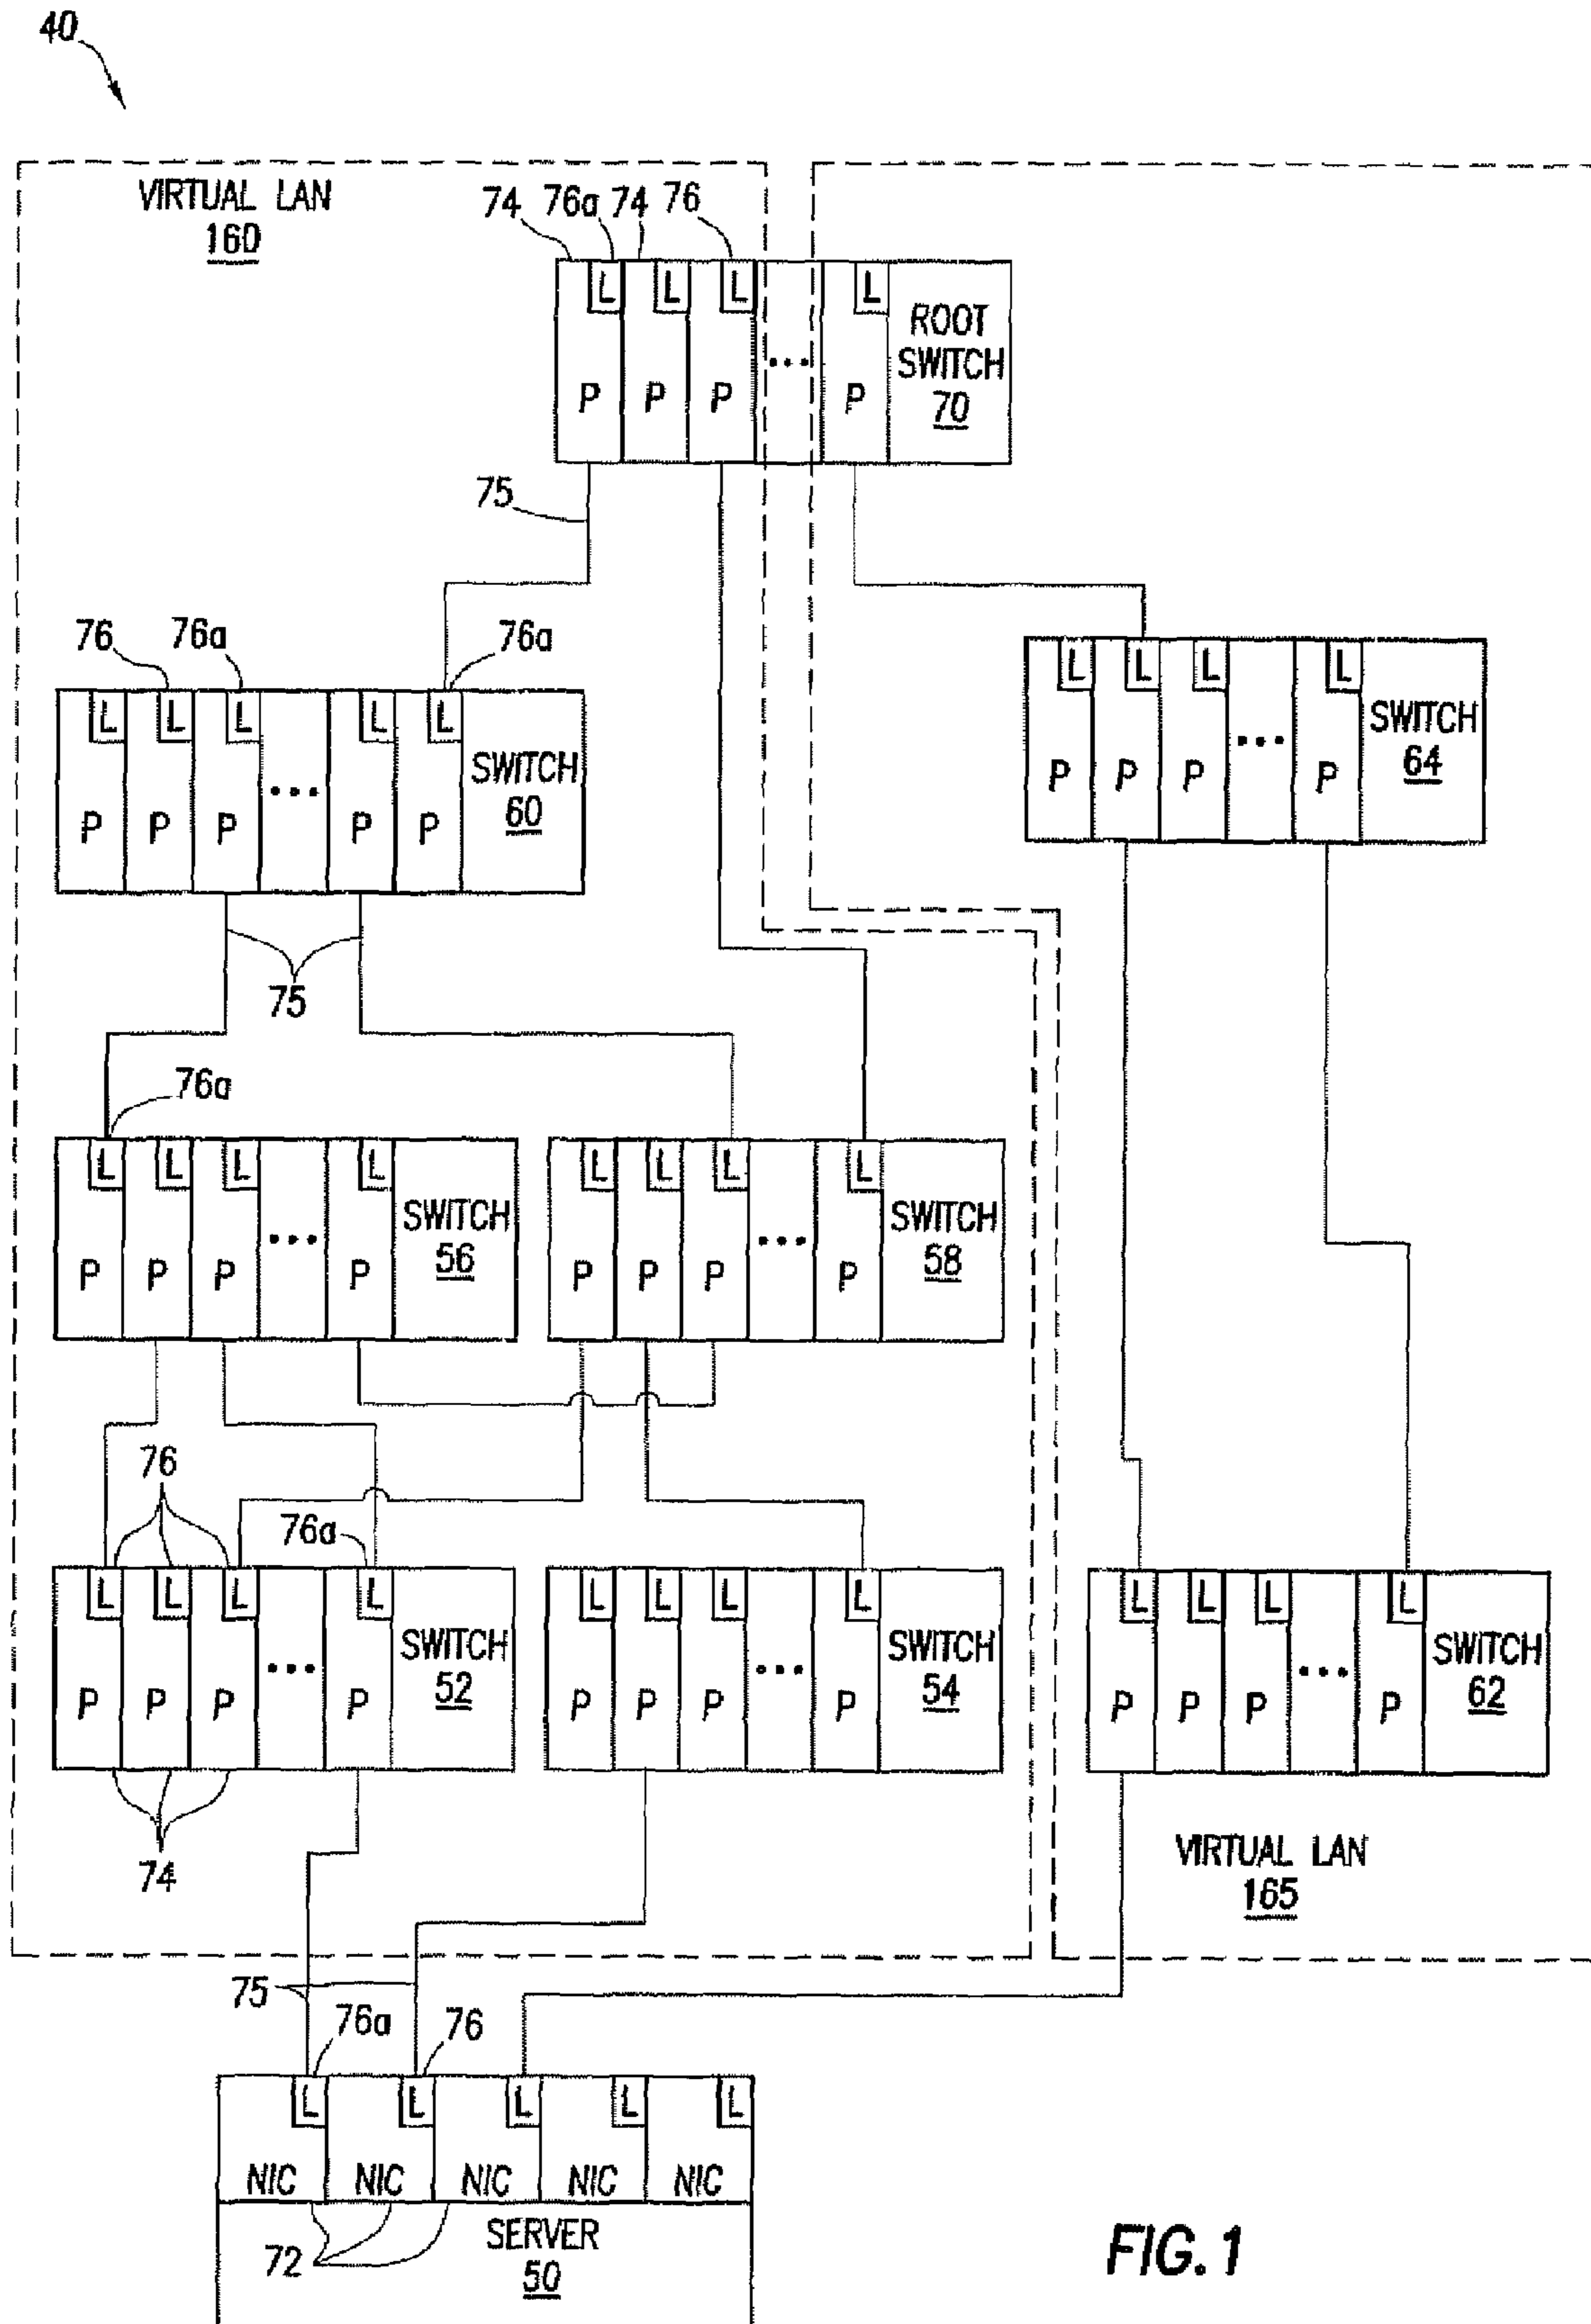 40
VIRTUAL LAN
160
74 76a 74 76
L L L L
ROOT
SWITCH
70
P P P ... P
75
76 76a 76a
L L L L L
SWITCH
60
P P P ... P P
L L L L
SWITCH
64
P P P ... P
75
76a
L L L L
SWITCH
56
P P P ... P
L L L L
SWITCH
58
P P P ... P
76
76a
L L L L
SWITCH
52
P P P ... P
L L L L
SWITCH
54
P P P ... P
L L L L
SWITCH
62
P P P ... P
74
VIRTUAL LAN
165
75
76a 76
L L L L L
NIC NIC NIC NIC NIC
72
SERVER
50
FIG. 1